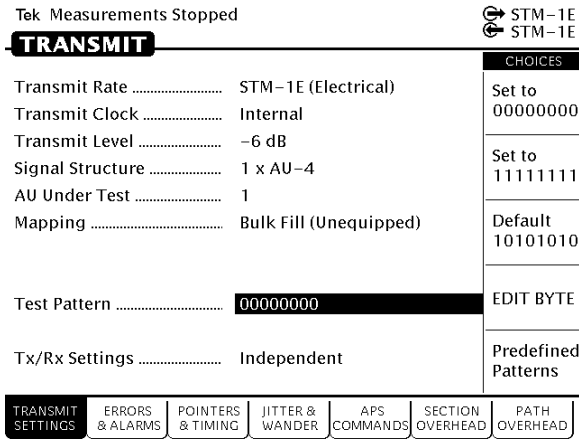 Tek Measurements Stopped
STM-1E
STM-1E
TRANSMIT
CHOICES
Transmit Rate ........................ STM-1E (Electrical)
Transmit Clock ...................... Internal
Transmit Level ...................... -6 dB
Signal Structure .................... 1 x AU-4
AU Under Test ....................... 1
Mapping .................................. Bulk Fill (Unequipped)
Test Pattern ........................... 00000000
Tx/Rx Settings ...................... Independent
Set to
00000000
Set to
11111111
Default
10101010
EDIT BYTE
Predefined
Patterns
TRANSMIT
SETTINGS
ERRORS
& ALARMS
POINTERS
& TIMING
JITTER &
WANDER
APS
COMMANDS
SECTION
OVERHEAD
PATH
OVERHEAD